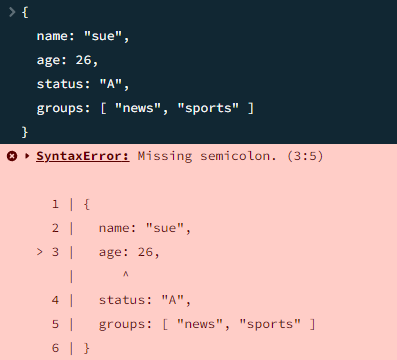 > {
name: "sue",
age: 26,
status: "A",
groups: [ "news", "sports" ]
}
SyntaxError: Missing semicolon. (3:5)
1 | {
2 | name: "sue",
> 3 | age: 26,
| ^
4 | status: "A",
5 | groups: [ "news", "sports" ]
6 | }